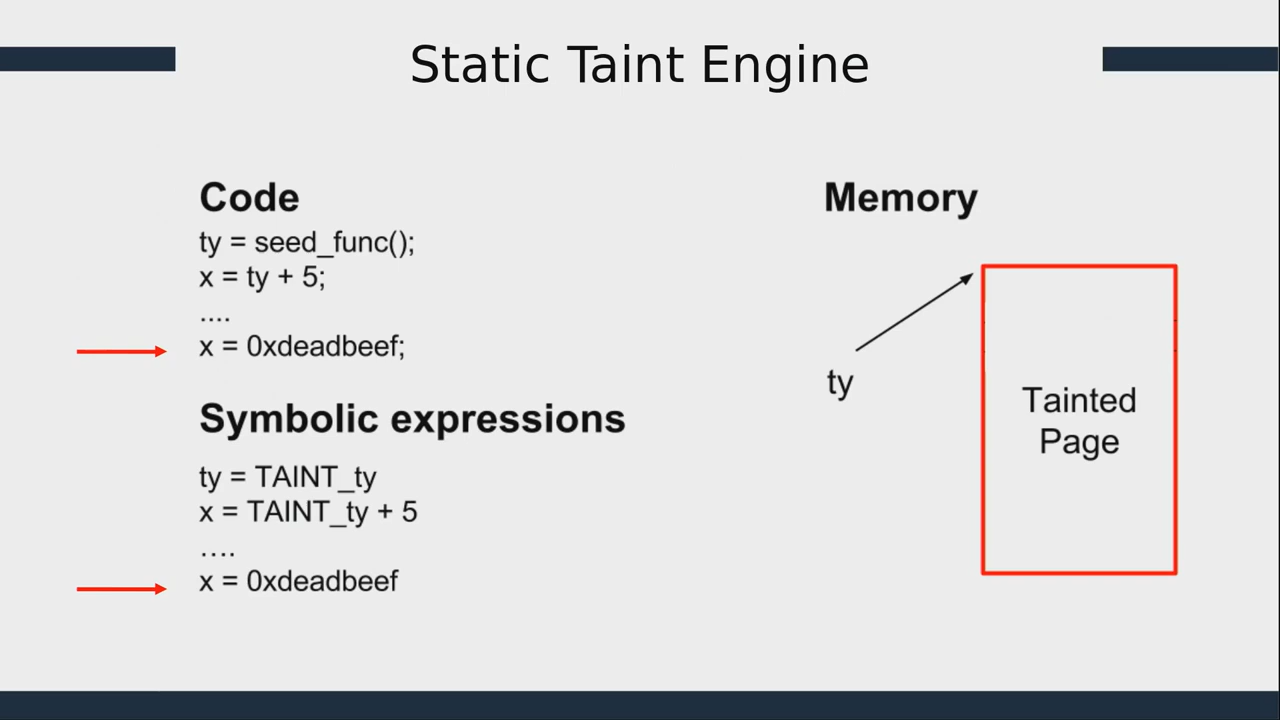 Static Taint Engine
Code
ty = seed_func();
x = ty + 5;
....
x = 0xdeadbeef;
Symbolic expressions
ty = TAINT_ty
x = TAINT_ty + 5
….
x = 0xdeadbeef
Memory
ty
Tainted
Page